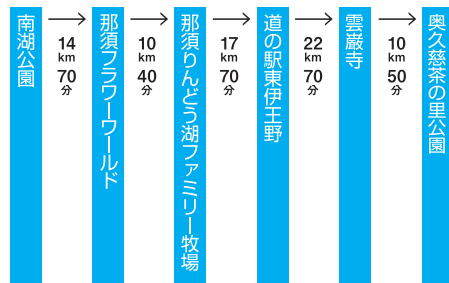 南湖公園
14
km
70
分
那須フラワーワールド
10
km
40
分
那須りんどう湖ファミリー牧場
17
km
70
分
道の駅東伊王野
22
km
70
分
雲巌寺
10
km
50
分
奥久慈茶の里公園